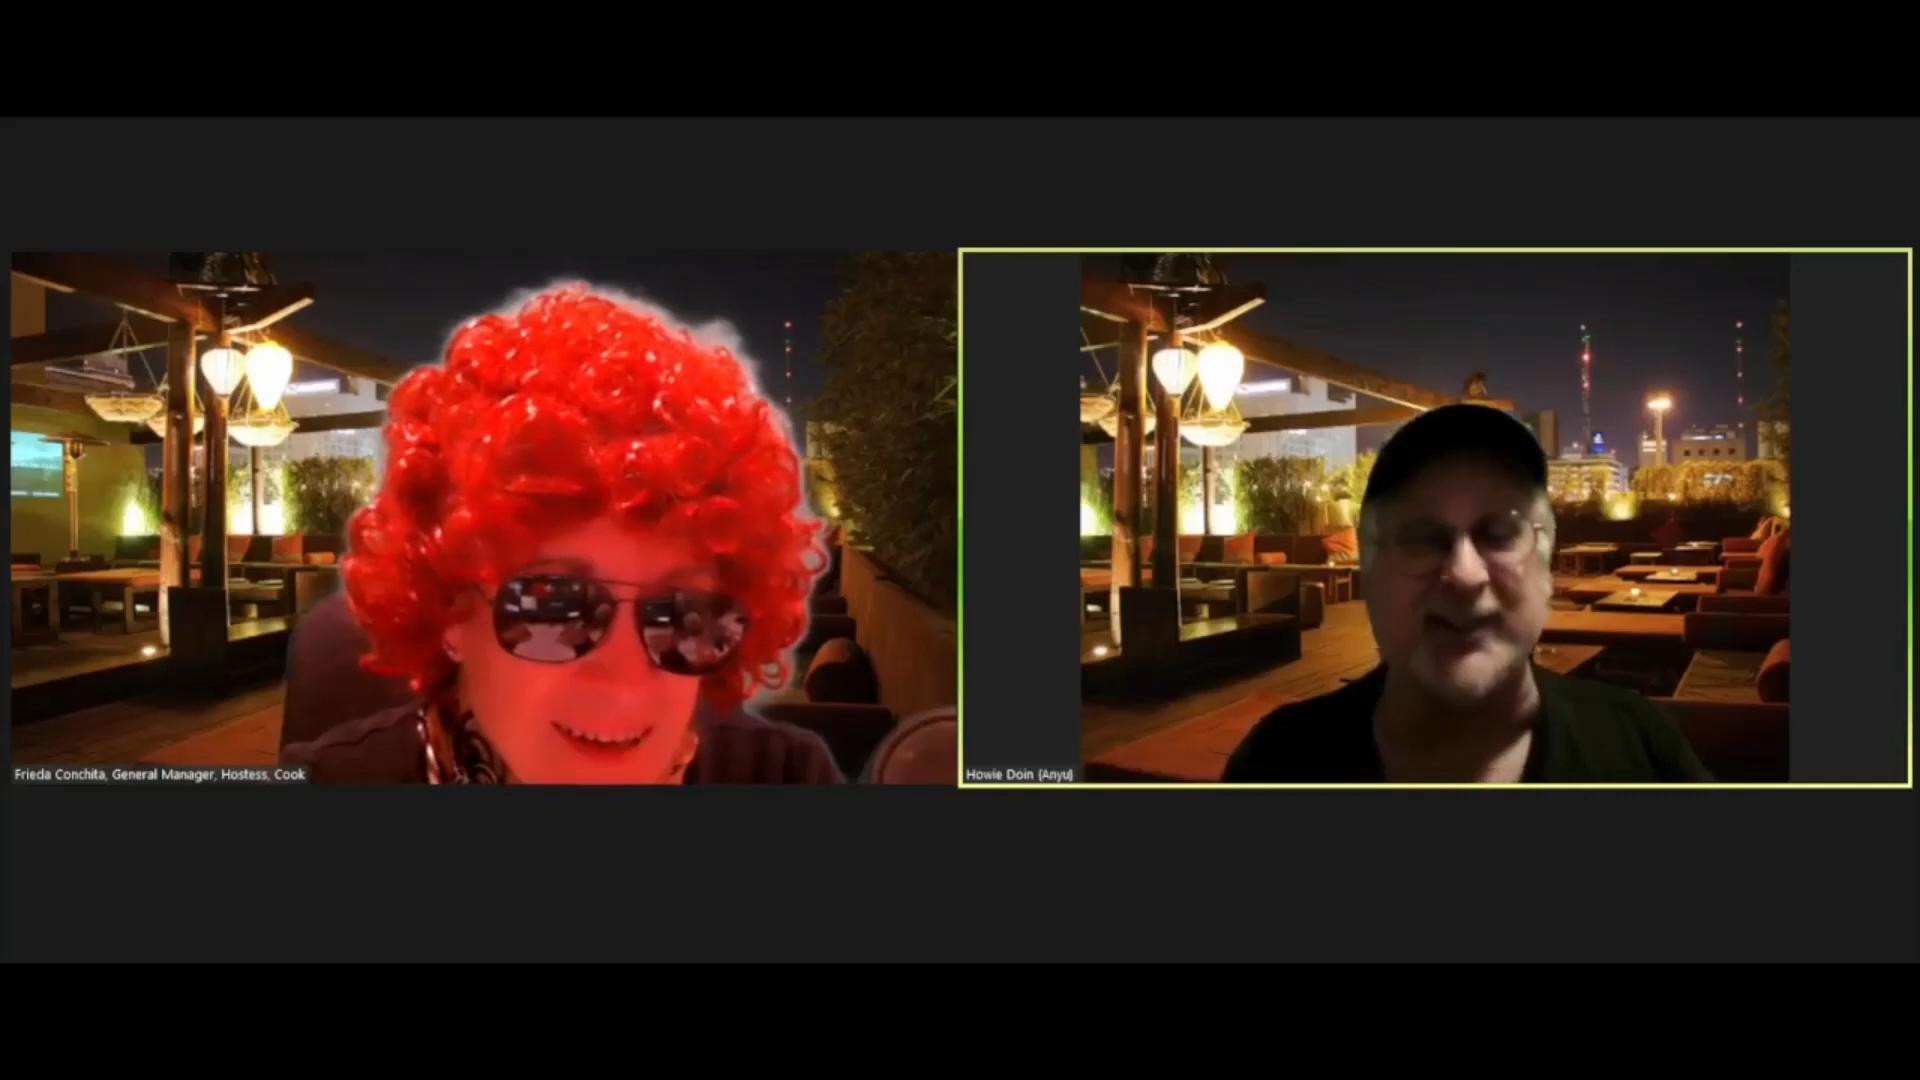 Frieda Conchita, General Manager, Hostess, Cook
Howie Doin (Anyu)